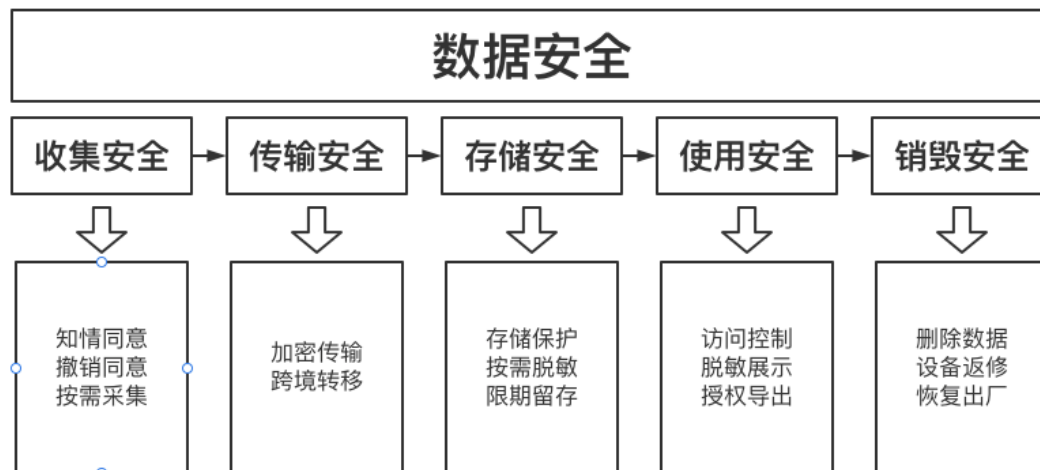 数据安全
收集安全
传输安全
存储安全
使用安全
销毁安全
知情同意
撤销同意
按需采集
加密传输
跨境转移
存储保护
按需脱敏
限期留存
访问控制
脱敏展示
授权导出
删除数据
设备返修
恢复出厂